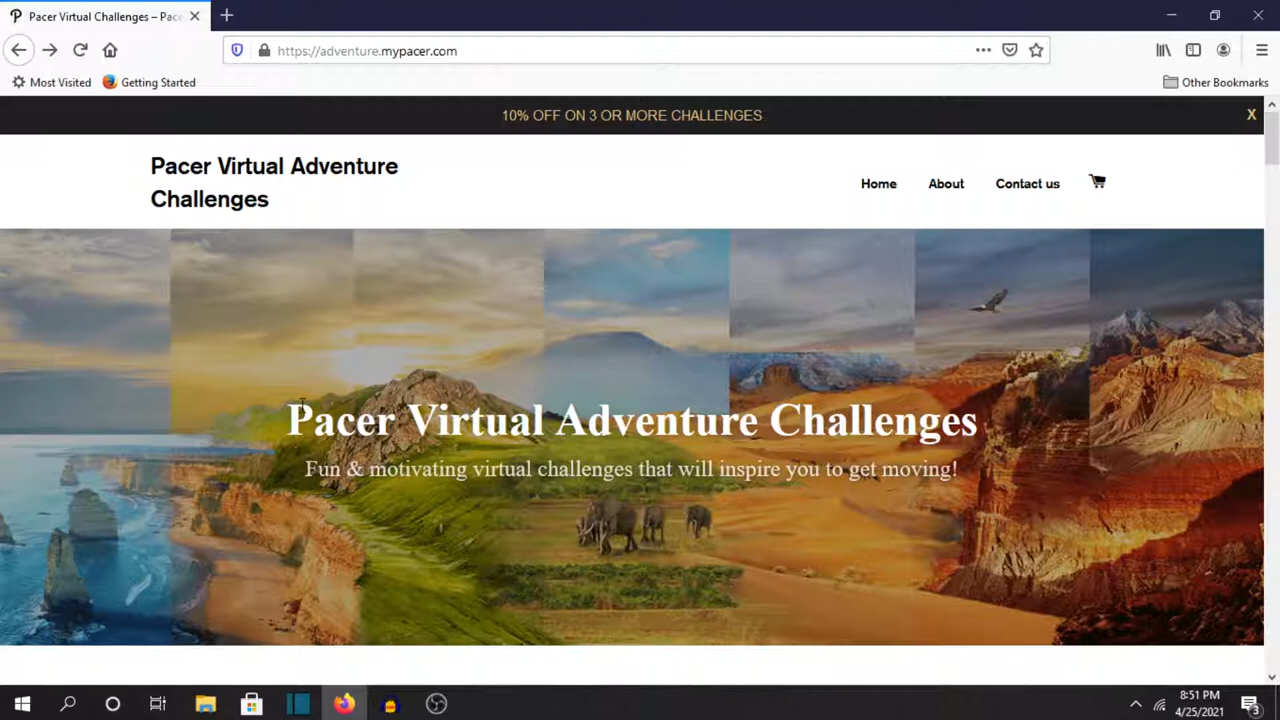 Pacer Virtual Challenges – Pace
https://adventure.mypacer.com
Most Visited
Getting Started
Other Bookmarks
10% OFF ON 3 OR MORE CHALLENGES
X
Pacer Virtual Adventure
Challenges
Home
About
Contact us
Pacer Virtual Adventure Challenges
Fun & motivating virtual challenges that will inspire you to get moving!
8:51 PM
4/25/2021
3